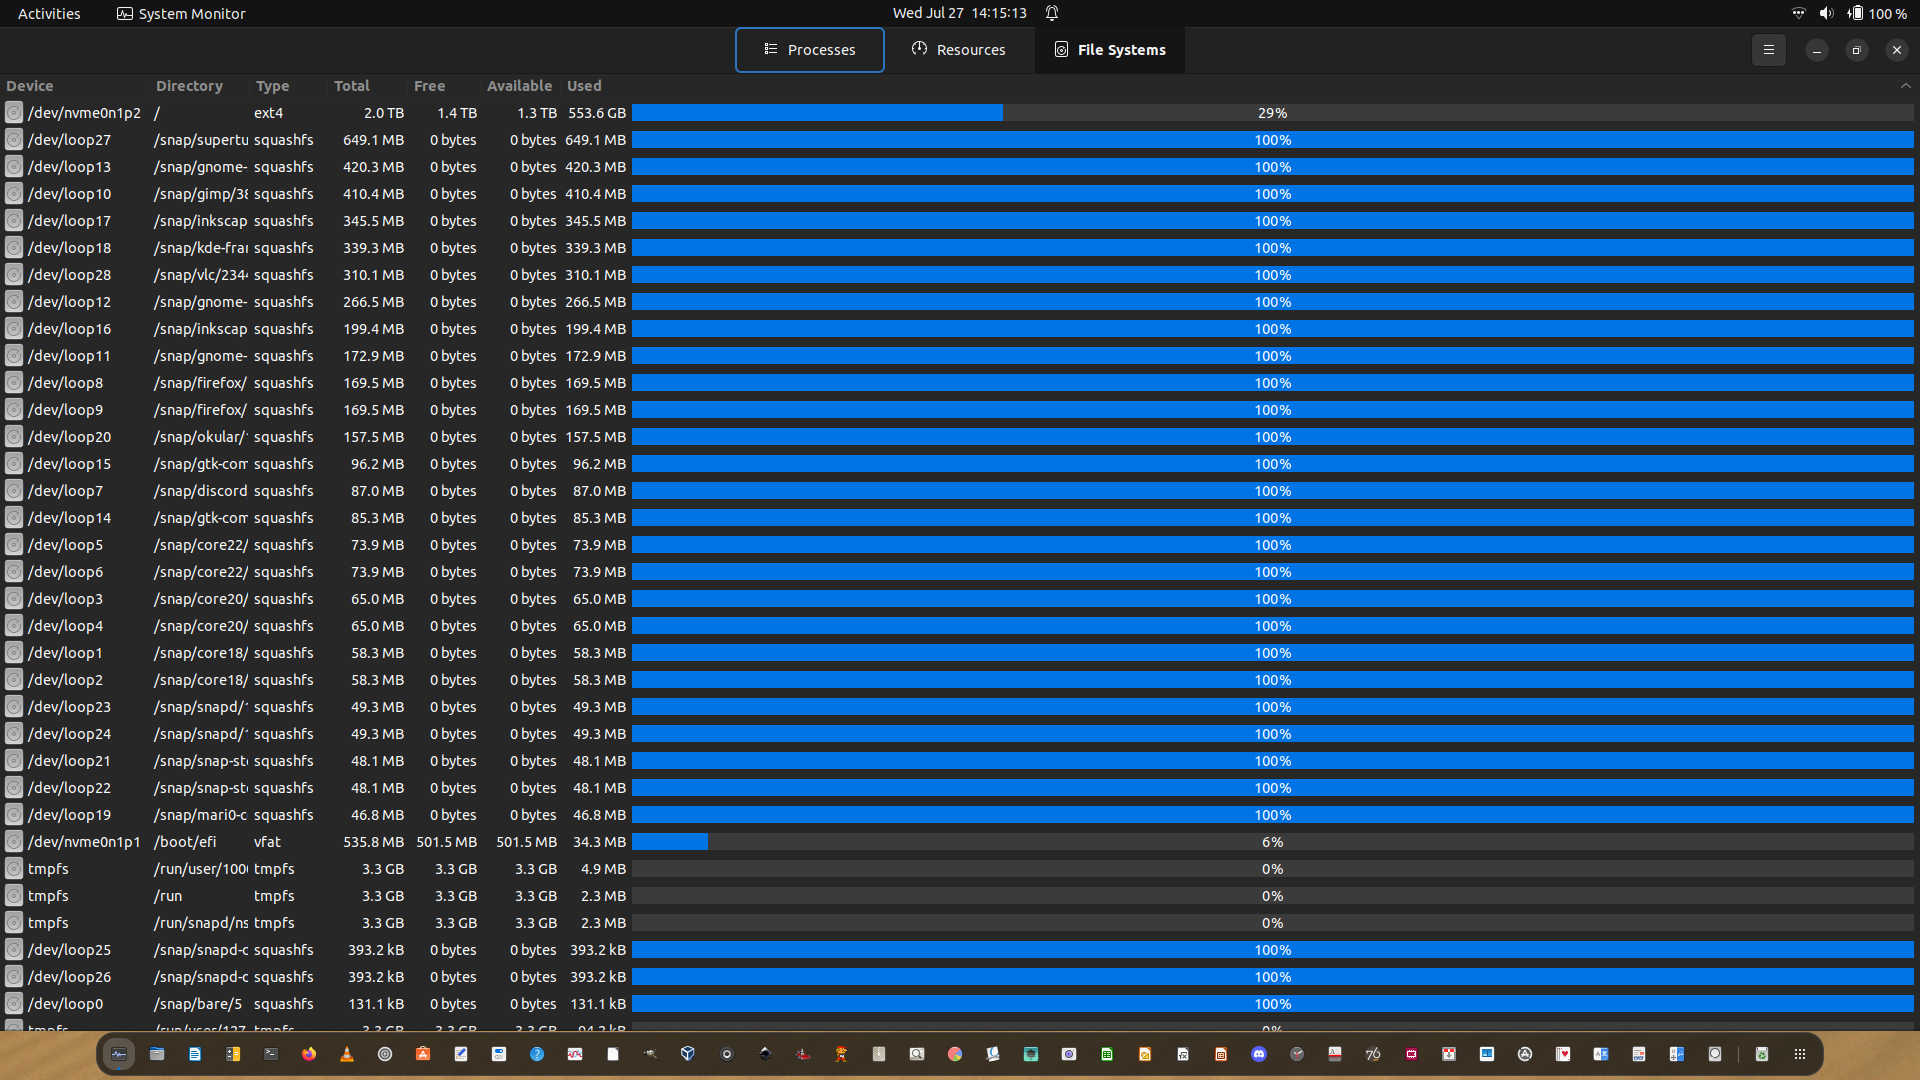 Activities System Monitor Wed Jul 27 14:15:13 100 %
Processes Resources File Systems
Device Directory Type Total Free Available Used
/dev/nvme0n1p2 / ext4 2.0 TB 1.4 TB 1.3 TB 553.6 GB 29%
/dev/loop27 /snap/supertu squashfs 649.1 MB 0 bytes 0 bytes 649.1 MB 100%
/dev/loop13 /snap/gnome- squashfs 420.3 MB 0 bytes 0 bytes 420.3 MB 100%
/dev/loop10 /snap/gimp/38 squashfs 410.4 MB 0 bytes 0 bytes 410.4 MB 100%
/dev/loop17 /snap/inkscap squashfs 345.5 MB 0 bytes 0 bytes 345.5 MB 100%
/dev/loop18 /snap/kde-frar squashfs 339.3 MB 0 bytes 0 bytes 339.3 MB 100%
/dev/loop28 /snap/vlc/2344 squashfs 310.1 MB 0 bytes 0 bytes 310.1 MB 100%
/dev/loop12 /snap/gnome- squashfs 266.5 MB 0 bytes 0 bytes 266.5 MB 100%
/dev/loop16 /snap/inkscap squashfs 199.4 MB 0 bytes 0 bytes 199.4 MB 100%
/dev/loop11 /snap/gnome- squashfs 172.9 MB 0 bytes 0 bytes 172.9 MB 100%
/dev/loop8 /snap/firefox/ squashfs 169.5 MB 0 bytes 0 bytes 169.5 MB 100%
/dev/loop9 /snap/firefox/ squashfs 169.5 MB 0 bytes 0 bytes 169.5 MB 100%
/dev/loop20 /snap/okular/ squashfs 157.5 MB 0 bytes 0 bytes 157.5 MB 100%
/dev/loop15 /snap/gtk-com squashfs 96.2 MB 0 bytes 0 bytes 96.2 MB 100%
/dev/loop7 /snap/discord squashfs 87.0 MB 0 bytes 0 bytes 87.0 MB 100%
/dev/loop14 /snap/gtk-com squashfs 85.3 MB 0 bytes 0 bytes 85.3 MB 100%
/dev/loop5 /snap/core22/ squashfs 73.9 MB 0 bytes 0 bytes 73.9 MB 100%
/dev/loop6 /snap/core22/ squashfs 73.9 MB 0 bytes 0 bytes 73.9 MB 100%
/dev/loop3 /snap/core20/ squashfs 65.0 MB 0 bytes 0 bytes 65.0 MB 100%
/dev/loop4 /snap/core20/ squashfs 65.0 MB 0 bytes 0 bytes 65.0 MB 100%
/dev/loop1 /snap/core18/ squashfs 58.3 MB 0 bytes 0 bytes 58.3 MB 100%
/dev/loop2 /snap/core18/ squashfs 58.3 MB 0 bytes 0 bytes 58.3 MB 100%
/dev/loop23 /snap/snapd/ squashfs 49.3 MB 0 bytes 0 bytes 49.3 MB 100%
/dev/loop24 /snap/snapd/ squashfs 49.3 MB 0 bytes 0 bytes 49.3 MB 100%
/dev/loop21 /snap/snap-sto squashfs 48.1 MB 0 bytes 0 bytes 48.1 MB 100%
/dev/loop22 /snap/snap-sto squashfs 48.1 MB 0 bytes 0 bytes 48.1 MB 100%
/dev/loop19 /snap/mari0-c squashfs 46.8 MB 0 bytes 0 bytes 46.8 MB 100%
/dev/nvme0n1p1 /boot/efi vfat 535.8 MB 501.5 MB 501.5 MB 34.3 MB 6%
tmpfs /run/user/1000 tmpfs 3.3 GB 3.3 GB 3.3 GB 4.9 MB 0%
tmpfs /run tmpfs 3.3 GB 3.3 GB 3.3 GB 2.3 MB 0%
tmpfs /run/snapd/ns tmpfs 3.3 GB 3.3 GB 3.3 GB 2.3 MB 0%
/dev/loop25 /snap/snapd-c squashfs 393.2 kB 0 bytes 0 bytes 393.2 kB 100%
/dev/loop26 /snap/snapd-c squashfs 393.2 kB 0 bytes 0 bytes 393.2 kB 100%
/dev/loop0 /snap/bare/5 squashfs 131.1 kB 0 bytes 0 bytes 131.1 kB 100%
tmpfs /run/user/127 tmpfs 3.3 GB 3.3 GB 3.3 GB 94.2 kB 0%